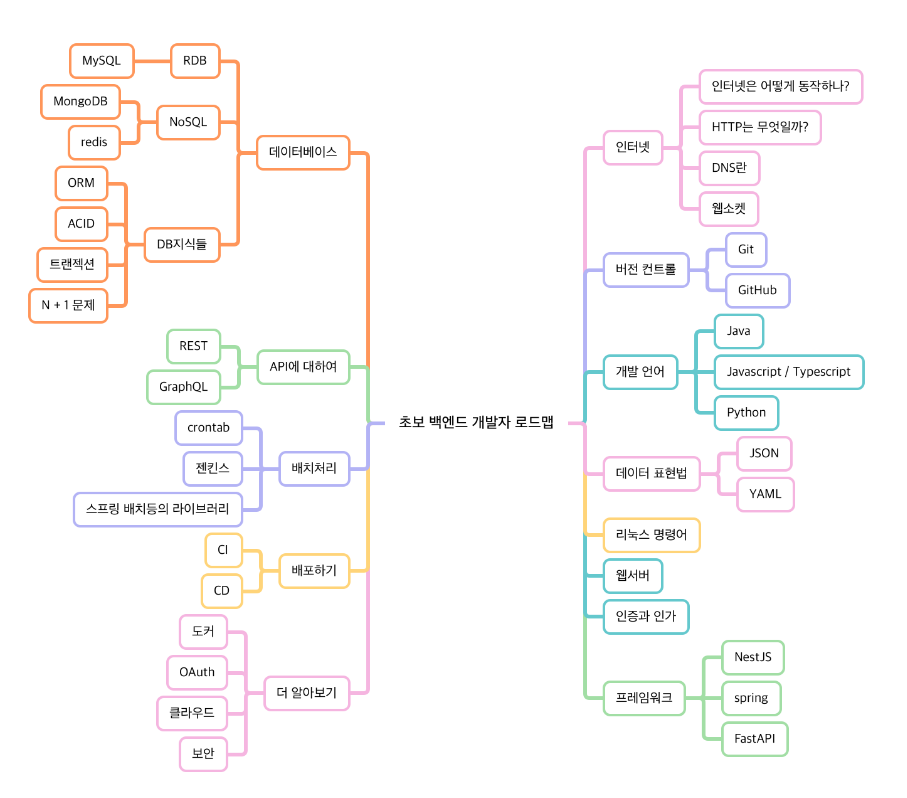 초보 백엔드 개발자 로드맵
인터넷
인터넷은 어떻게 동작하나?
HTTP는 무엇일까?
DNS란
웹소켓
버전 컨트롤
Git
GitHub
개발 언어
Java
Javascript / Typescript
Python
데이터 표현법
JSON
YAML
리눅스 명령어
웹서버
인증과 인가
프레임워크
NestJS
spring
FastAPI
데이터베이스
RDB
MySQL
NoSQL
MongoDB
redis
DB지식들
ORM
ACID
트랜젝션
N + 1 문제
API에 대하여
REST
GraphQL
배치처리
crontab
젠킨스
스프링 배치등의 라이브러리
배포하기
CI
CD
더 알아보기
도커
OAuth
클라우드
보안